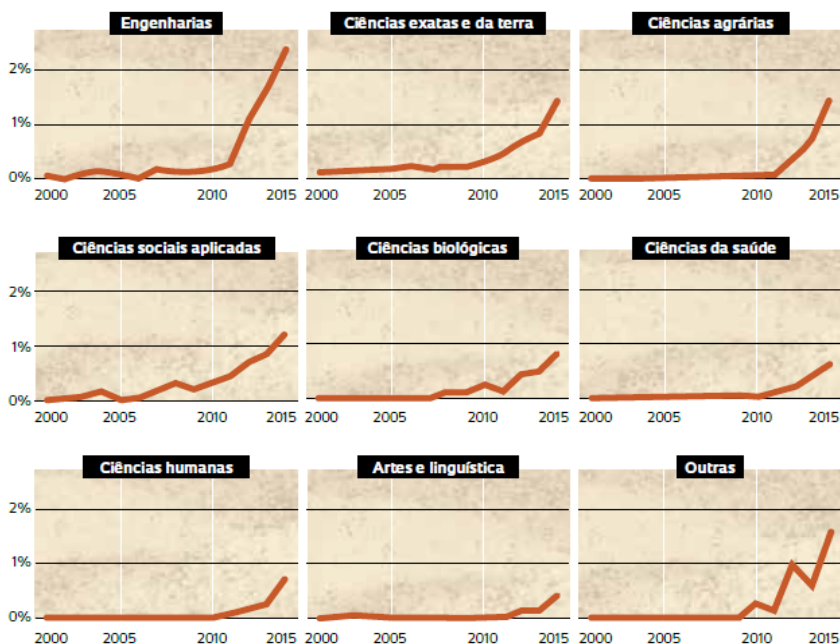 Engenharias
Ciências exatas e da terra
Ciências agrárias
2%
1%
0%
2000 2005 2010 2015
2000 2005 2010 2015
2000 2005 2010 2015
Ciências sociais aplicadas
Ciências biológicas
Ciências da saúde
2%
1%
0%
2000 2005 2010 2015
2000 2005 2010 2015
2000 2005 2010 2015
Ciências humanas
Artes e linguística
Outras
2%
1%
0%
2000 2005 2010 2015
2000 2005 2010 2015
2000 2005 2010 2015